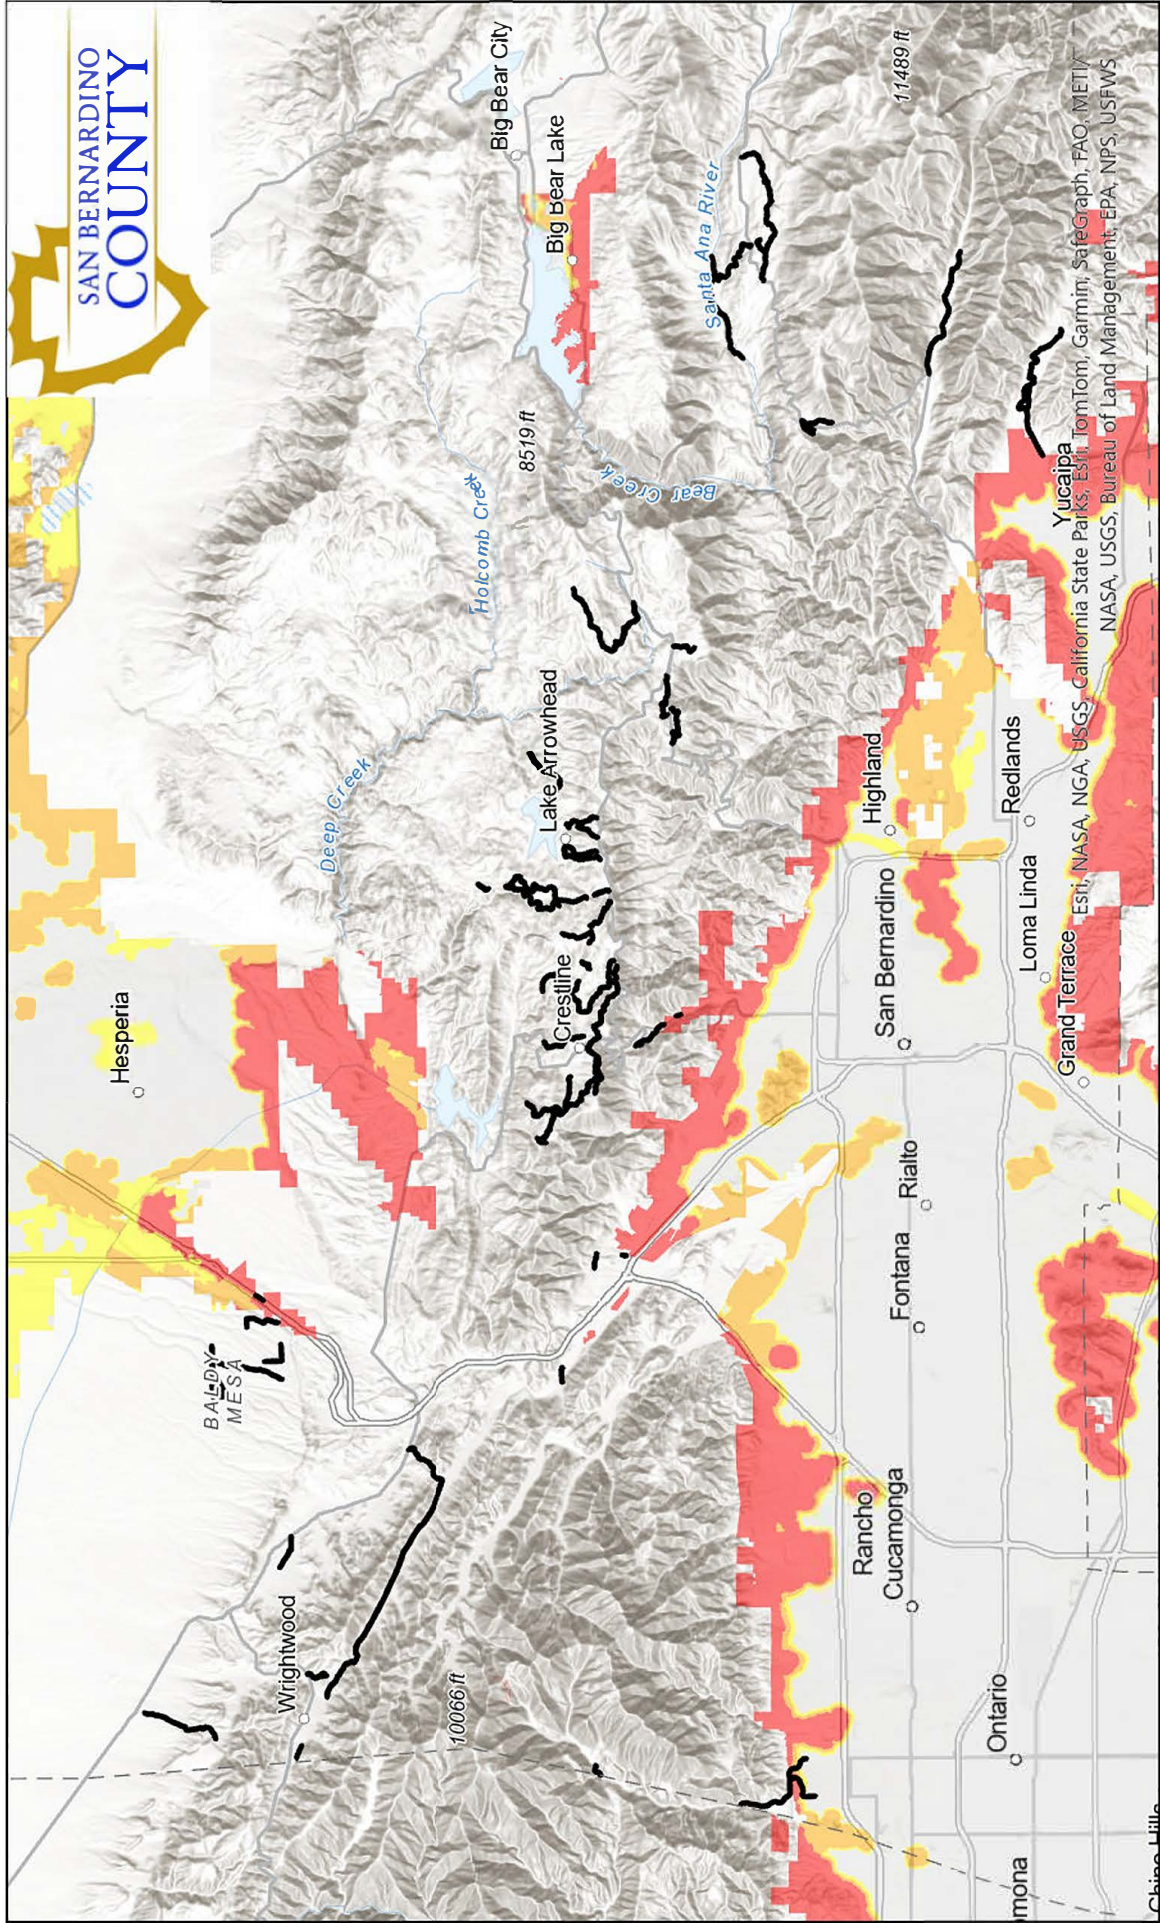 SAN BERNARDINO
COUNTY
Hesperia
BALDY
MESA
Wrightwood
10066 ft
Deep Creek
Holcomb Creek
8519 ft
Bear Creek
Big Bear City
Big Bear Lake
Santa Ana River
11489 ft
Lake Arrowhead
Crestline
Highland
San Bernardino
Redlands
Loma Linda
Grand Terrace
Yucaipa
Rialto
Fontana
Rancho
Cucamonga
Ontario
mona
Chino Hills
Esri, NASA, NGA, USGS, California State Parks, Esri, TomTom, Garmin, SafeGraph, FAO, METI/
NASA, USGS, Bureau of Land Management, EPA, NPS, USFWS